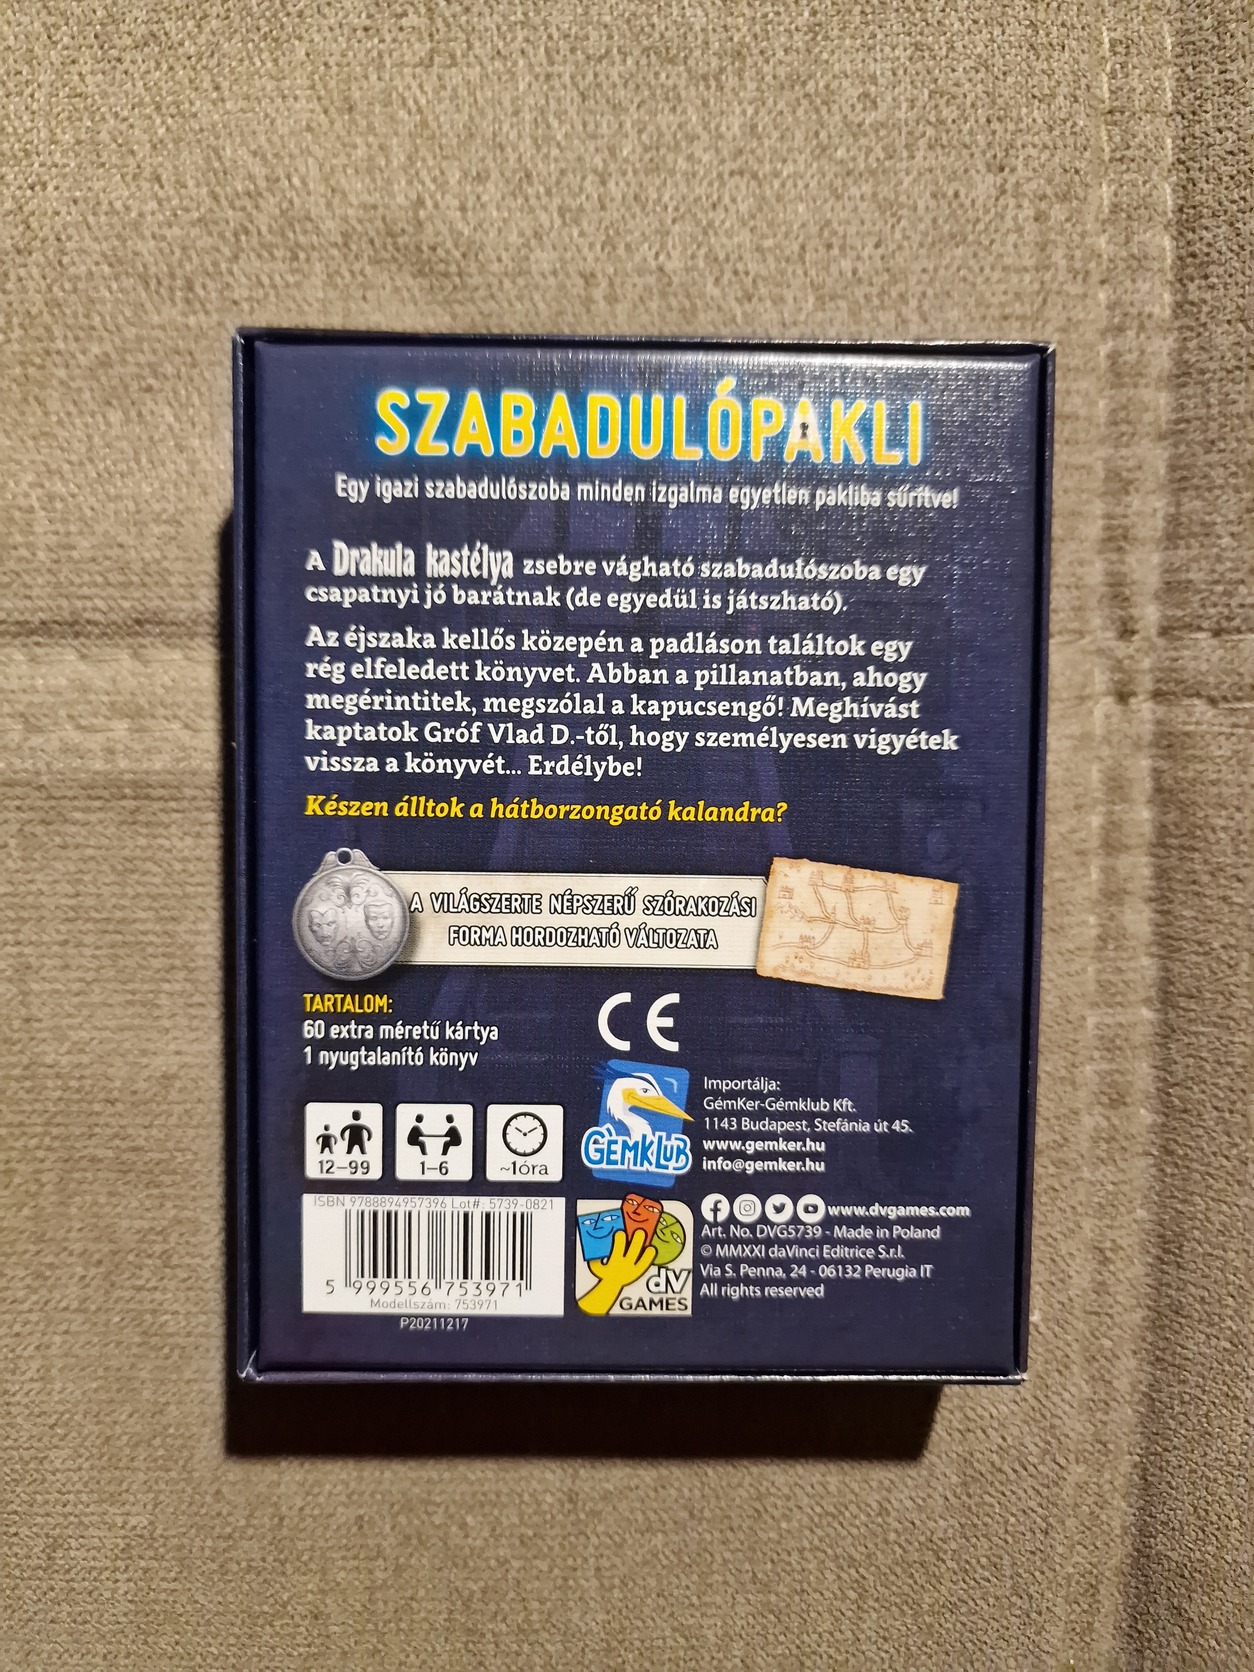 SZABADULÓPAKLI
Egy igazi szabadulószoba minden izgalma egyetlen pakliba sűrítve!
A Drakula kastélya zsebre vágható szabadulószoba egy
csapatnyi jó barátnak (de egyedül is játszható).
Az éjszaka kellős közepén a padláson találtok egy
rég elfeledett könyvet. Abban a pillanatban, ahogy
megérintitek, megszólal a kapucsengő! Meghívást
kaptatok Gróf Vlad D.-től, hogy személyesen vigyétek
vissza a könyvét... Erdélybe!
Készen álltok a hátborzongató kalandra?
A VILÁGSZERTE NÉPSZERŰ SZÓRAKOZÁSI
FORMA HORDOZHATÓ VÁLTOZATA
TARTALOM:
60 extra méretű kártya
1 nyugtalanító könyv
CE
12-99
1-6
~1óra
GÉMKLUB
Importálja:
GémKer-Gémklub Kft.
1143 Budapest, Stefánia út 45.
www.gemker.hu
info@gemker.hu
ISBN 9788894957396 Lot#: 5739-0821
5 999556 753971
Modellszám: 753971
P20211217
dV
GAMES
www.dvgames.com
Art. No. DVG5739 - Made in Poland
© MMXXI daVinci Editrice S.r.l.
Via S. Penna, 24 - 06132 Perugia IT
All rights reserved